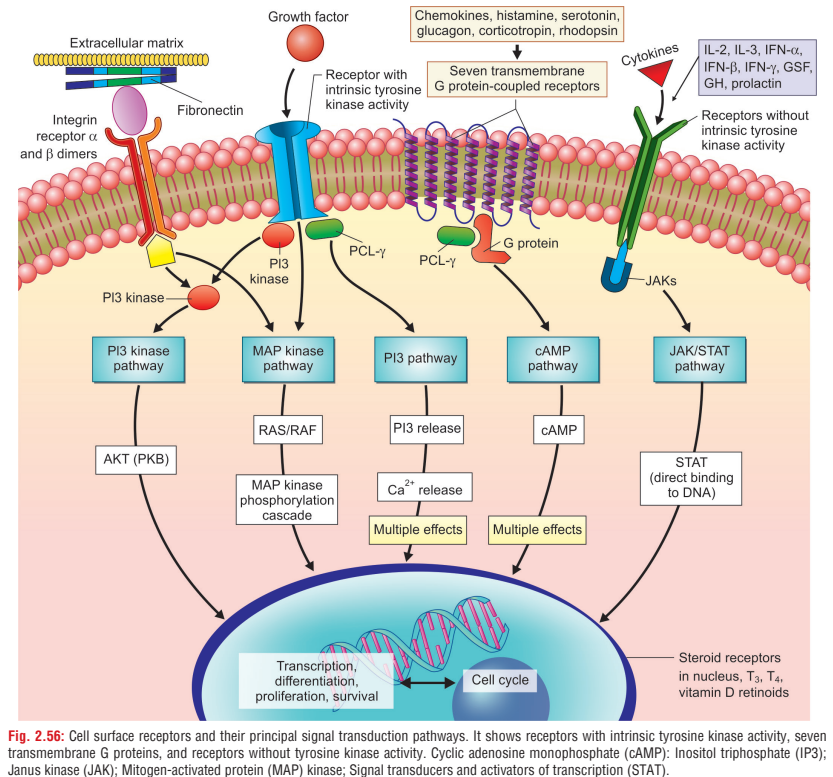 Growth factor
Chemokines, histamine, serotonin,
glucagon, corticotropin, rhodopsin
Extracellular matrix
Cytokines
IL-2, IL-3, IFN-α,
IFN-β, IFN-γ, GSF,
GH, prolactin
Receptor with
intrinsic tyrosine
kinase activity
Seven transmembrane
G protein-coupled receptors
Fibronectin
Integrin
receptor α
and β dimers
Receptors without
intrinsic tyrosine
kinase activity
PI3
kinase
PCL-γ
PCL-γ
G protein
JAKs
PI3 kinase
PI3 kinase
pathway
MAP kinase
pathway
PI3 pathway
cAMP
pathway
JAK/STAT
pathway
RAS/RAF
PI3 release
cAMP
AKT (PKB)
STAT
(direct binding
to DNA)
MAP kinase
phosphorylation
cascade
Ca2+ release
Multiple effects
Multiple effects
Transcription,
differentiation,
proliferation, survival
Cell cycle
Steroid receptors
in nucleus, T3, T4,
vitamin D retinoids
Fig. 2.56: Cell surface receptors and their principal signal transduction pathways. It shows receptors with intrinsic tyrosine kinase activity, seven
transmembrane G proteins, and receptors without tyrosine kinase activity. Cyclic adenosine monophosphate (cAMP): Inositol triphosphate (IP3);
Janus kinase (JAK); Mitogen-activated protein (MAP) kinase; Signal transducers and activators of transcription (STAT).